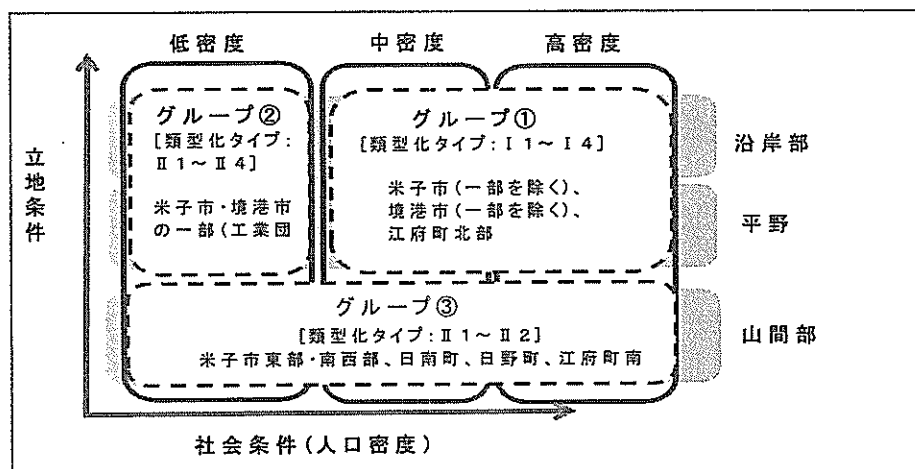 低密度
中密度
高密度
グループ②
[類型化タイプ:
Ⅱ1~Ⅱ4]
米子市・境港市
の一部(工業団
グループ①
[類型化タイプ:Ⅰ1~Ⅰ4]
米子市(一部を除く)、
境港市(一部を除く)、
江府町北部
グループ③
[類型化タイプ:Ⅱ1~Ⅱ2]
米子市東部・南西部、日南町、日野町、江府町南
沿岸部
平野
山間部
立地条件
社会条件(人口密度)